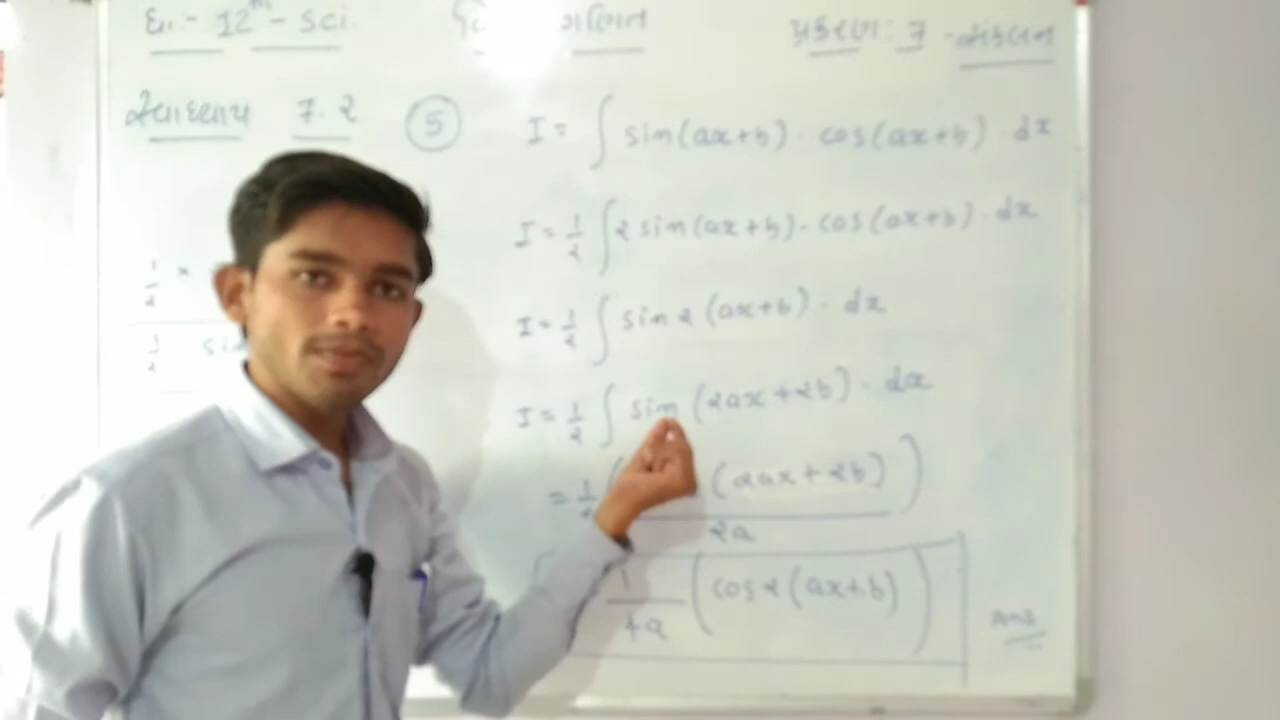 ધો:- 12th - Sci. ગણિત પ્રકરણ: 7 - સંકલન
સ્વાધ્યાય 7.2 5 I = ∫ sin(ax+b) · cos(ax+b) · dx
I = 1/2 ∫ 2 sin(ax+b) · cos(ax+b) · dx
I = 1/2 ∫ sin 2 (ax+b) · dx
I = 1/2 ∫ sin (2ax+2b) · dx
= 1/2 ( (2ax+2b) ) / 2a
1/4a ( cos 2 (ax+b) ) Ans